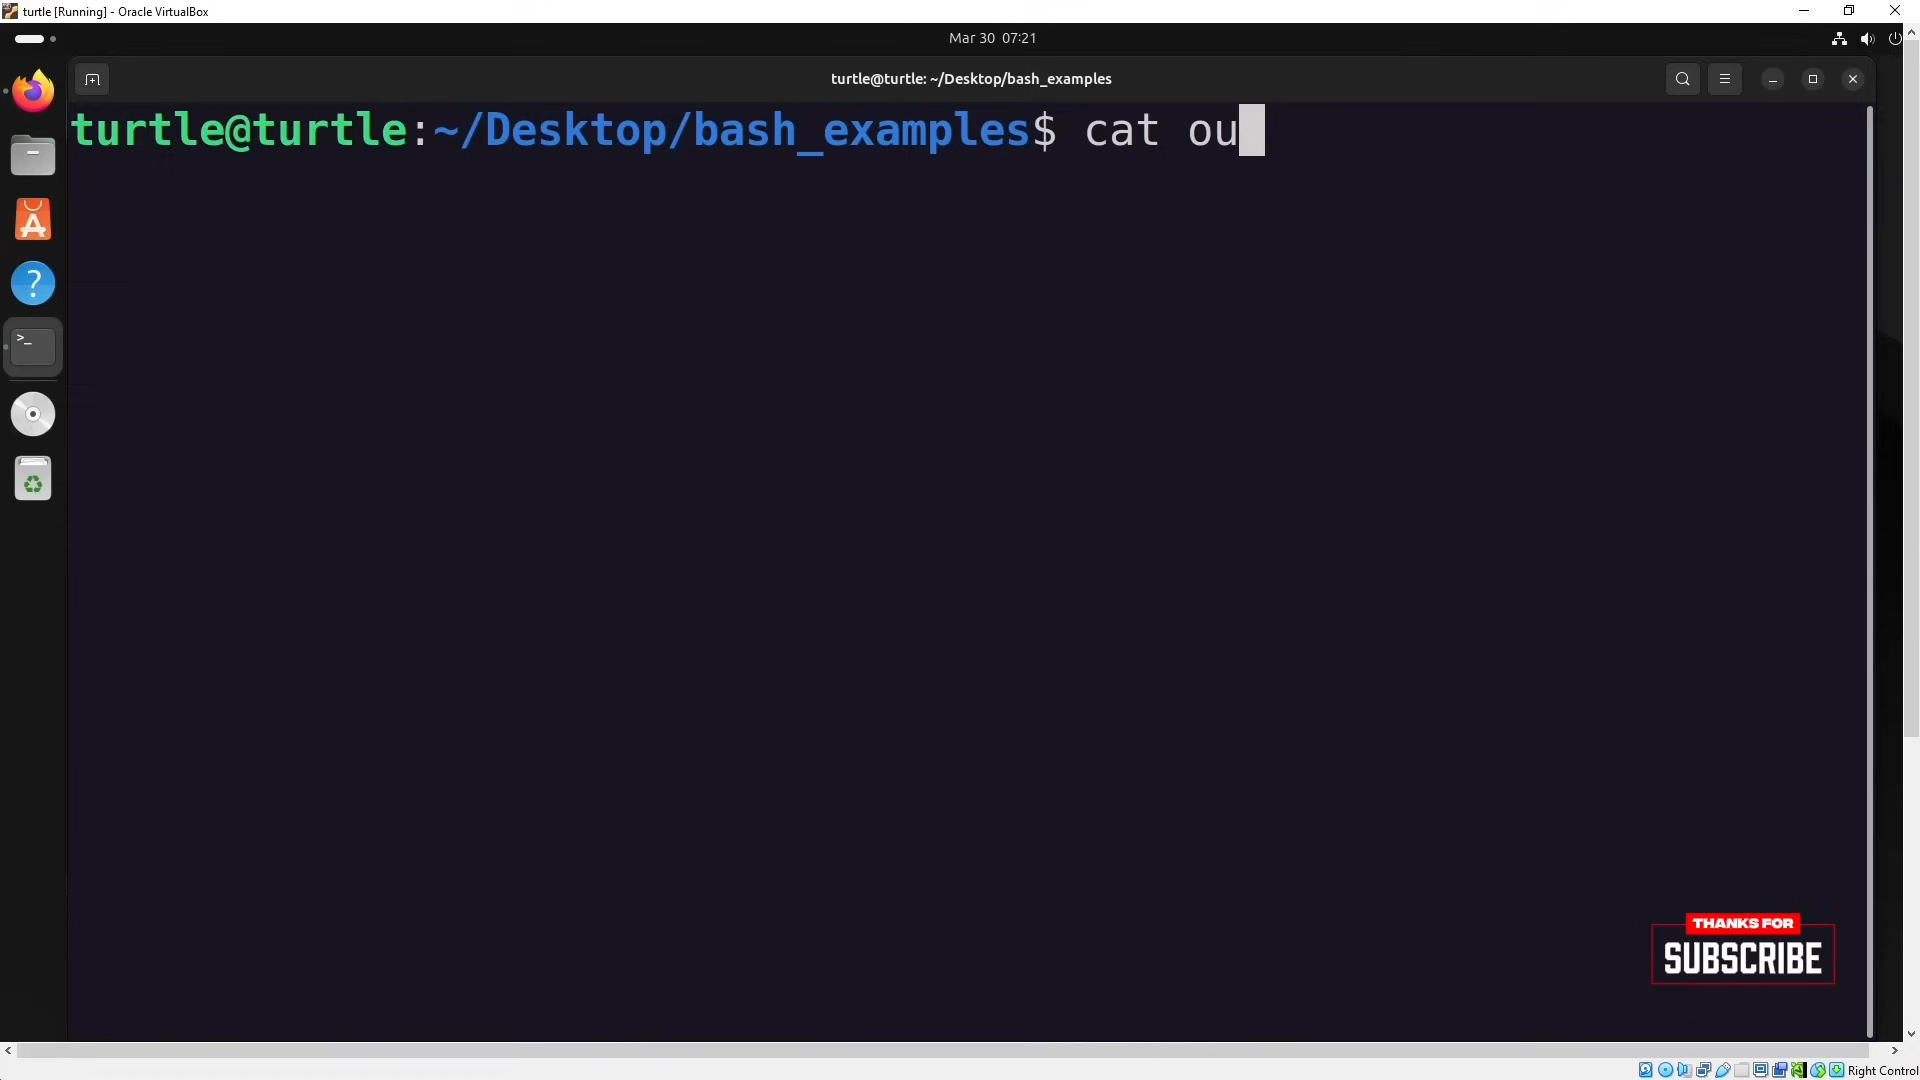 turtle [Running] - Oracle VirtualBox
Mar 30 07:21
turtle@turtle: ~/Desktop/bash_examples
turtle@turtle:~/Desktop/bash_examples$ cat ou
THANKS FOR
SUBSCRIBE
Right Control